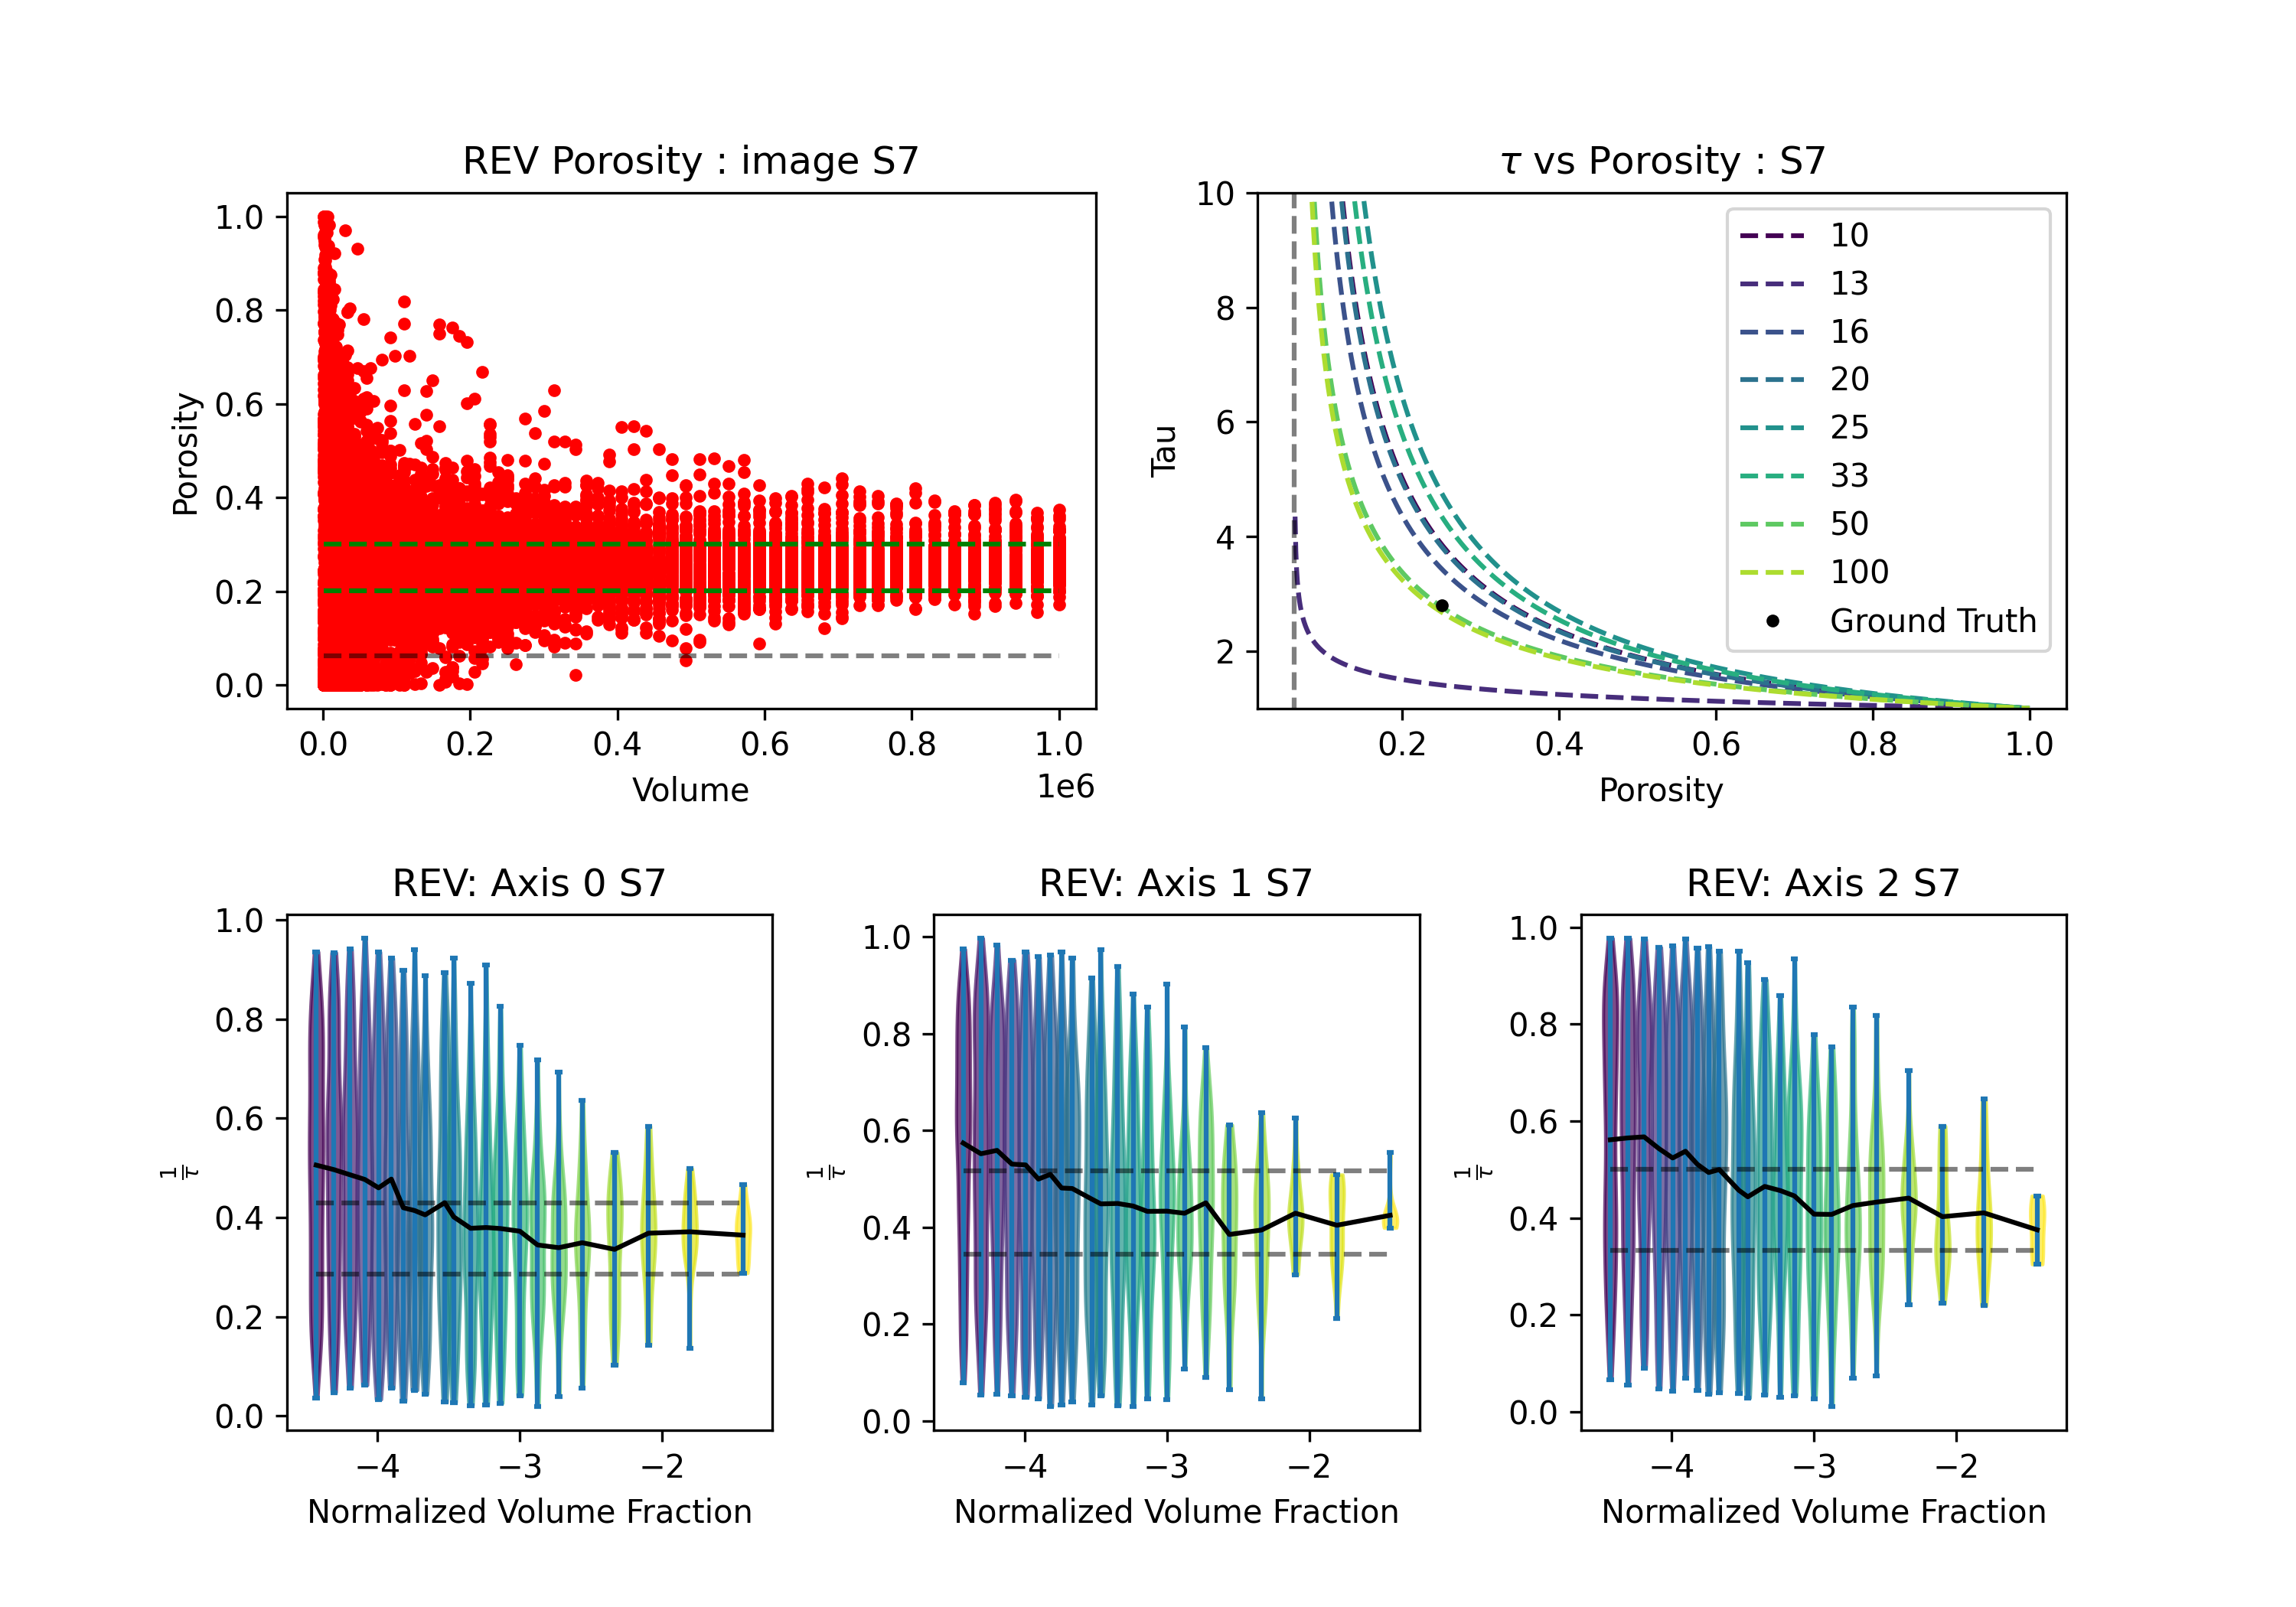 REV Porosity : image S7
1.0
0.8
0.6
0.4
0.2
0.0
Porosity
0.0 0.2 0.4 0.6 0.8 1.0
1e6
Volume
τ vs Porosity : S7
10
8
6
4
2
Tau
0.2 0.4 0.6 0.8 1.0
Porosity
10
13
16
20
25
33
50
100
Ground Truth
REV: Axis 0 S7
1.0
0.8
0.6
0.4
0.2
0.0
1/τ
−4 −3 −2
Normalized Volume Fraction
REV: Axis 1 S7
1.0
0.8
0.6
0.4
0.2
0.0
1/τ
−4 −3 −2
Normalized Volume Fraction
REV: Axis 2 S7
1.0
0.8
0.6
0.4
0.2
0.0
1/τ
−4 −3 −2
Normalized Volume Fraction